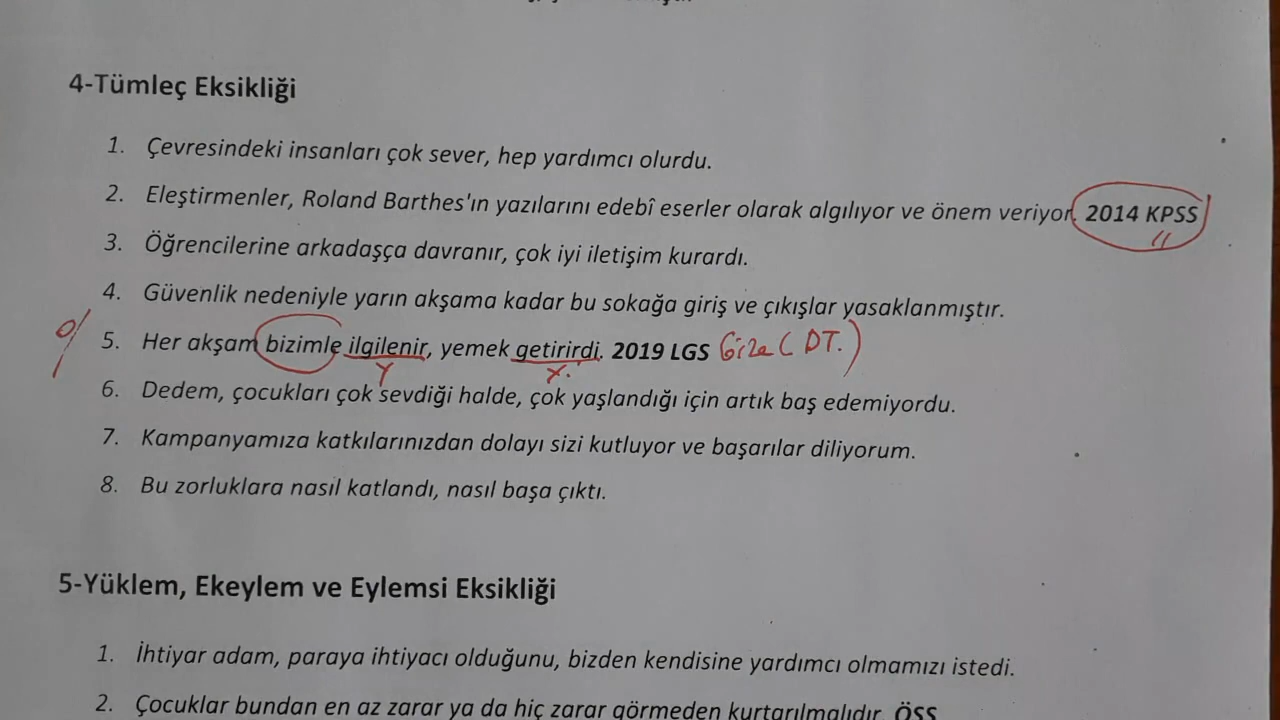 4-Tümleç Eksikliği
1. Çevresindeki insanları çok sever, hep yardımcı olurdu.
2. Eleştirmenler, Roland Barthes'ın yazılarını edebî eserler olarak algılıyor ve önem veriyor. 2014 KPSS
3. Öğrencilerine arkadaşça davranır, çok iyi iletişim kurardı.
4. Güvenlik nedeniyle yarın akşama kadar bu sokağa giriş ve çıkışlar yasaklanmıştır.
5. Her akşam bizimle ilgilenir, yemek getirirdi. 2019 LGS Bize (DT.)
6. Dedem, çocukları çok sevdiği halde, çok yaşlandığı için artık baş edemiyordu.
7. Kampanyamıza katkılarınızdan dolayı sizi kutluyor ve başarılar diliyorum.
8. Bu zorluklara nasıl katlandı, nasıl başa çıktı.
5-Yüklem, Ekeylem ve Eylemsi Eksikliği
1. İhtiyar adam, paraya ihtiyacı olduğunu, bizden kendisine yardımcı olmamızı istedi.
2. Çocuklar bundan en az zarar ya da hiç zarar görmeden kurtarılmalıdır. ÖSS